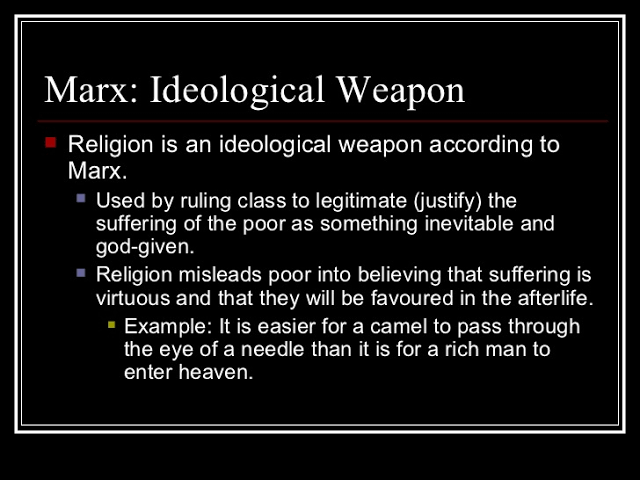 Marx: Ideological Weapon
Religion is an ideological weapon according to
Marx.
Used by ruling class to legitimate (justify) the
suffering of the poor as something inevitable and
god-given.
Religion misleads poor into believing that suffering is
virtuous and that they will be favoured in the afterlife.
Example: It is easier for a camel to pass through
the eye of a needle than it is for a rich man to
enter heaven.